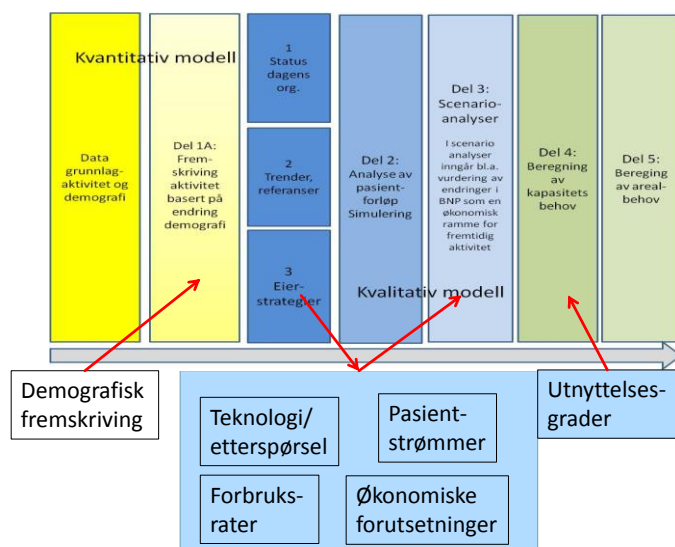 Kvantitativ modell
Data
grunnlag-
aktivitet og
demografi
Del 1A:
Frem-
skriving
aktivitet
basert på
endring
demografi
1
Status
dagens
org.
2
Trender,
referanser
3
Eier-
strategier
Del 2:
Analyse av
pasient-
forløp
Simulering
Del 3:
Scenario-
analyser
I scenario
analyser
inngår bl.a.
vurdering av
endringer i
BNP som en
økonomisk
ramme for
fremtidig
aktivitet
Kvalitativ modell
Del 4:
Beregning
av
kapasitets
behov
Del 5:
Bereging
av areal-
behov
Demografisk
fremskriving
Teknologi/
etterspørsel
Pasient-
strømmer
Forbruks-
rater
Økonomiske
forutsetninger
Utnyttelses-
grader